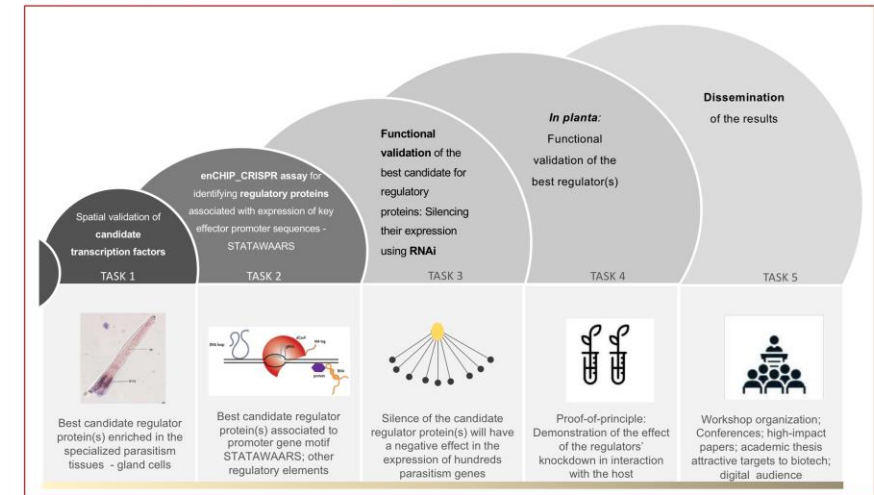 Spatial validation of
candidate
transcription factors
TASK 1
enCHIP_CRISPR assay for
identifying regulatory proteins
associated with expression of key
effector promoter sequences -
STATAWAARS
TASK 2
Functional
validation of the
best candidate for
regulatory
proteins: Silencing
their expression
using RNAi
TASK 3
In planta:
Functional
validation of the
best regulator(s)
TASK 4
Dissemination
of the results
TASK 5
Best candidate regulator
protein(s) enriched in the
specialized parasitism
tissues - gland cells
DNA loop
protein
Best candidate regulator
protein(s) associated to
promoter gene motif
STATAWAARS; other
regulatory elements
Silence of the candidate
regulator protein(s) will have
a negative effect in the
expression of hundreds
parasitism genes
Proof-of-principle:
Demonstration of the effect
of the regulators'
knockdown in interaction
with the host
Workshop organization;
Conferences; high-impact
papers; academic thesis
attractive targets to biotech;
digital audience